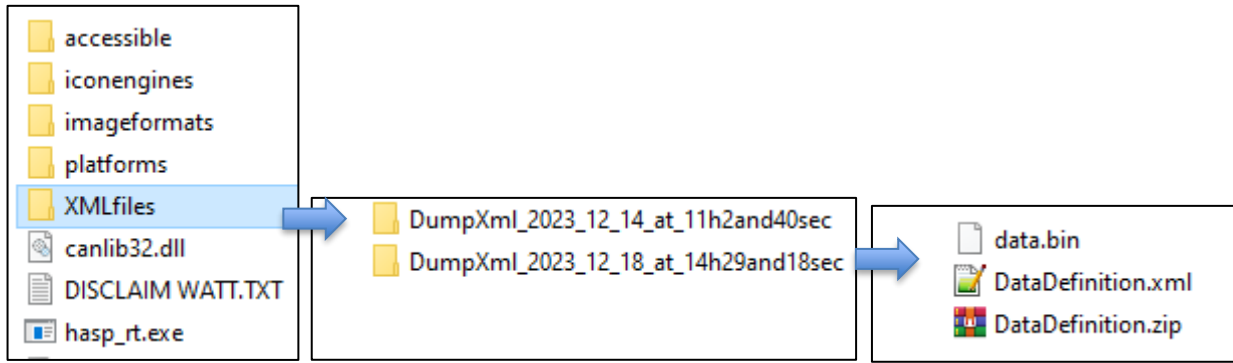 accessible
iconengines
imageformats
platforms
XMLfiles
canlib32.dll
DISCLAIM WATT.TXT
hasp_rt.exe
DumpXml_2023_12_14_at_11h2and40sec
DumpXml_2023_12_18_at_14h29and18sec
data.bin
DataDefinition.xml
DataDefinition.zip